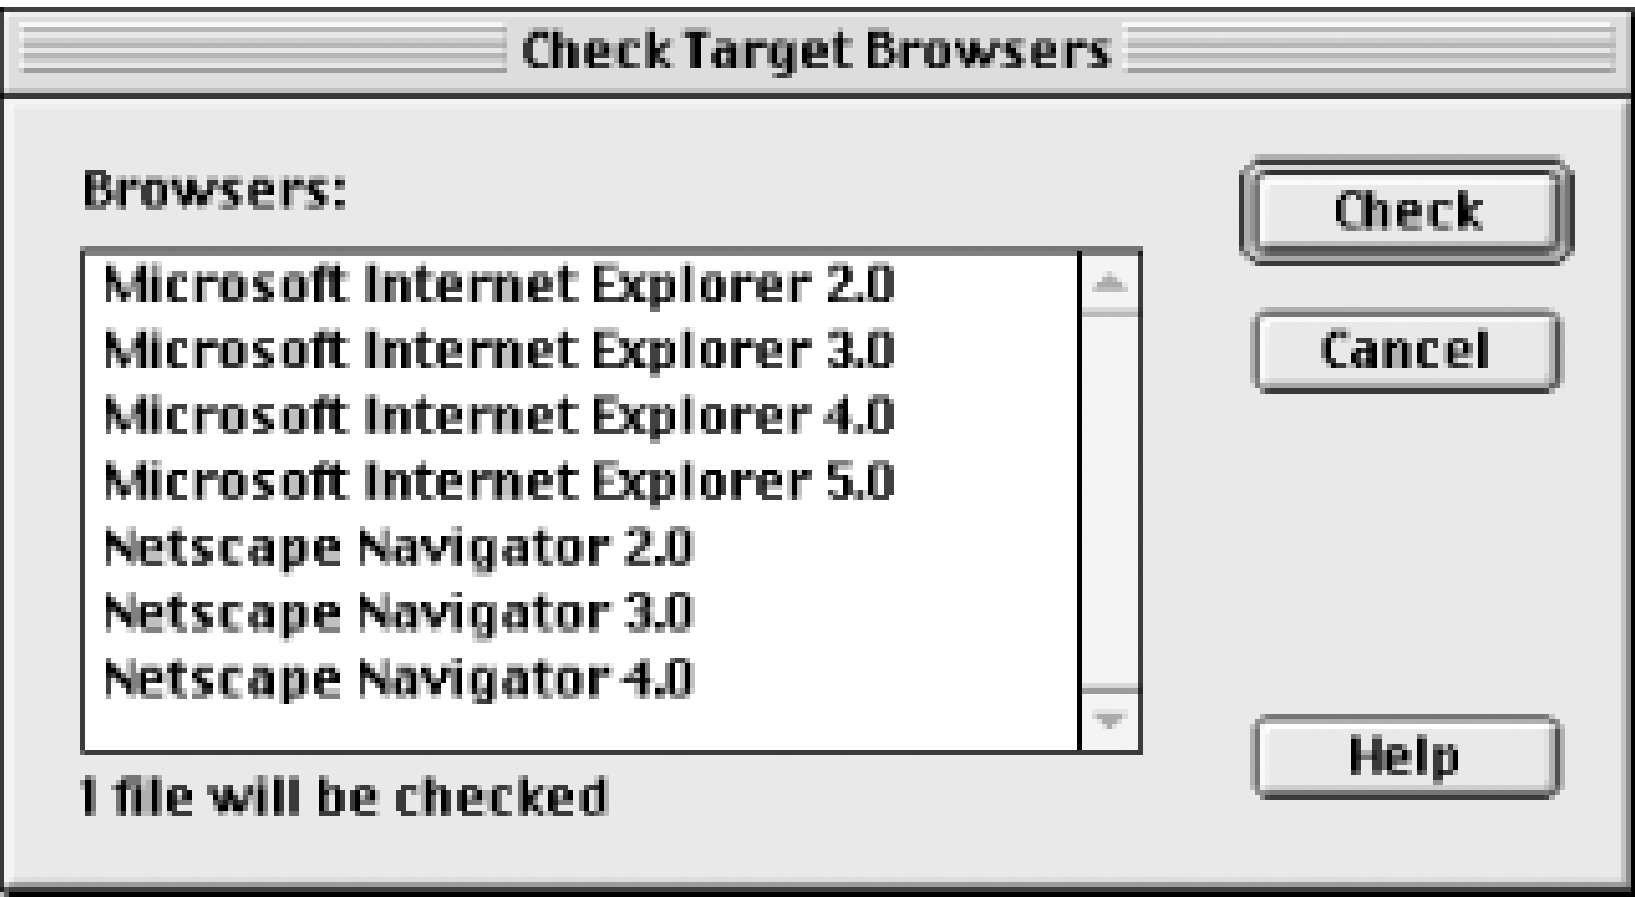 Check Target Browsers
Browsers:
Microsoft Internet Explorer 2.0
Microsoft Internet Explorer 3.0
Microsoft Internet Explorer 4.0
Microsoft Internet Explorer 5.0
Netscape Navigator 2.0
Netscape Navigator 3.0
Netscape Navigator 4.0
1 file will be checked
Check
Cancel
Help